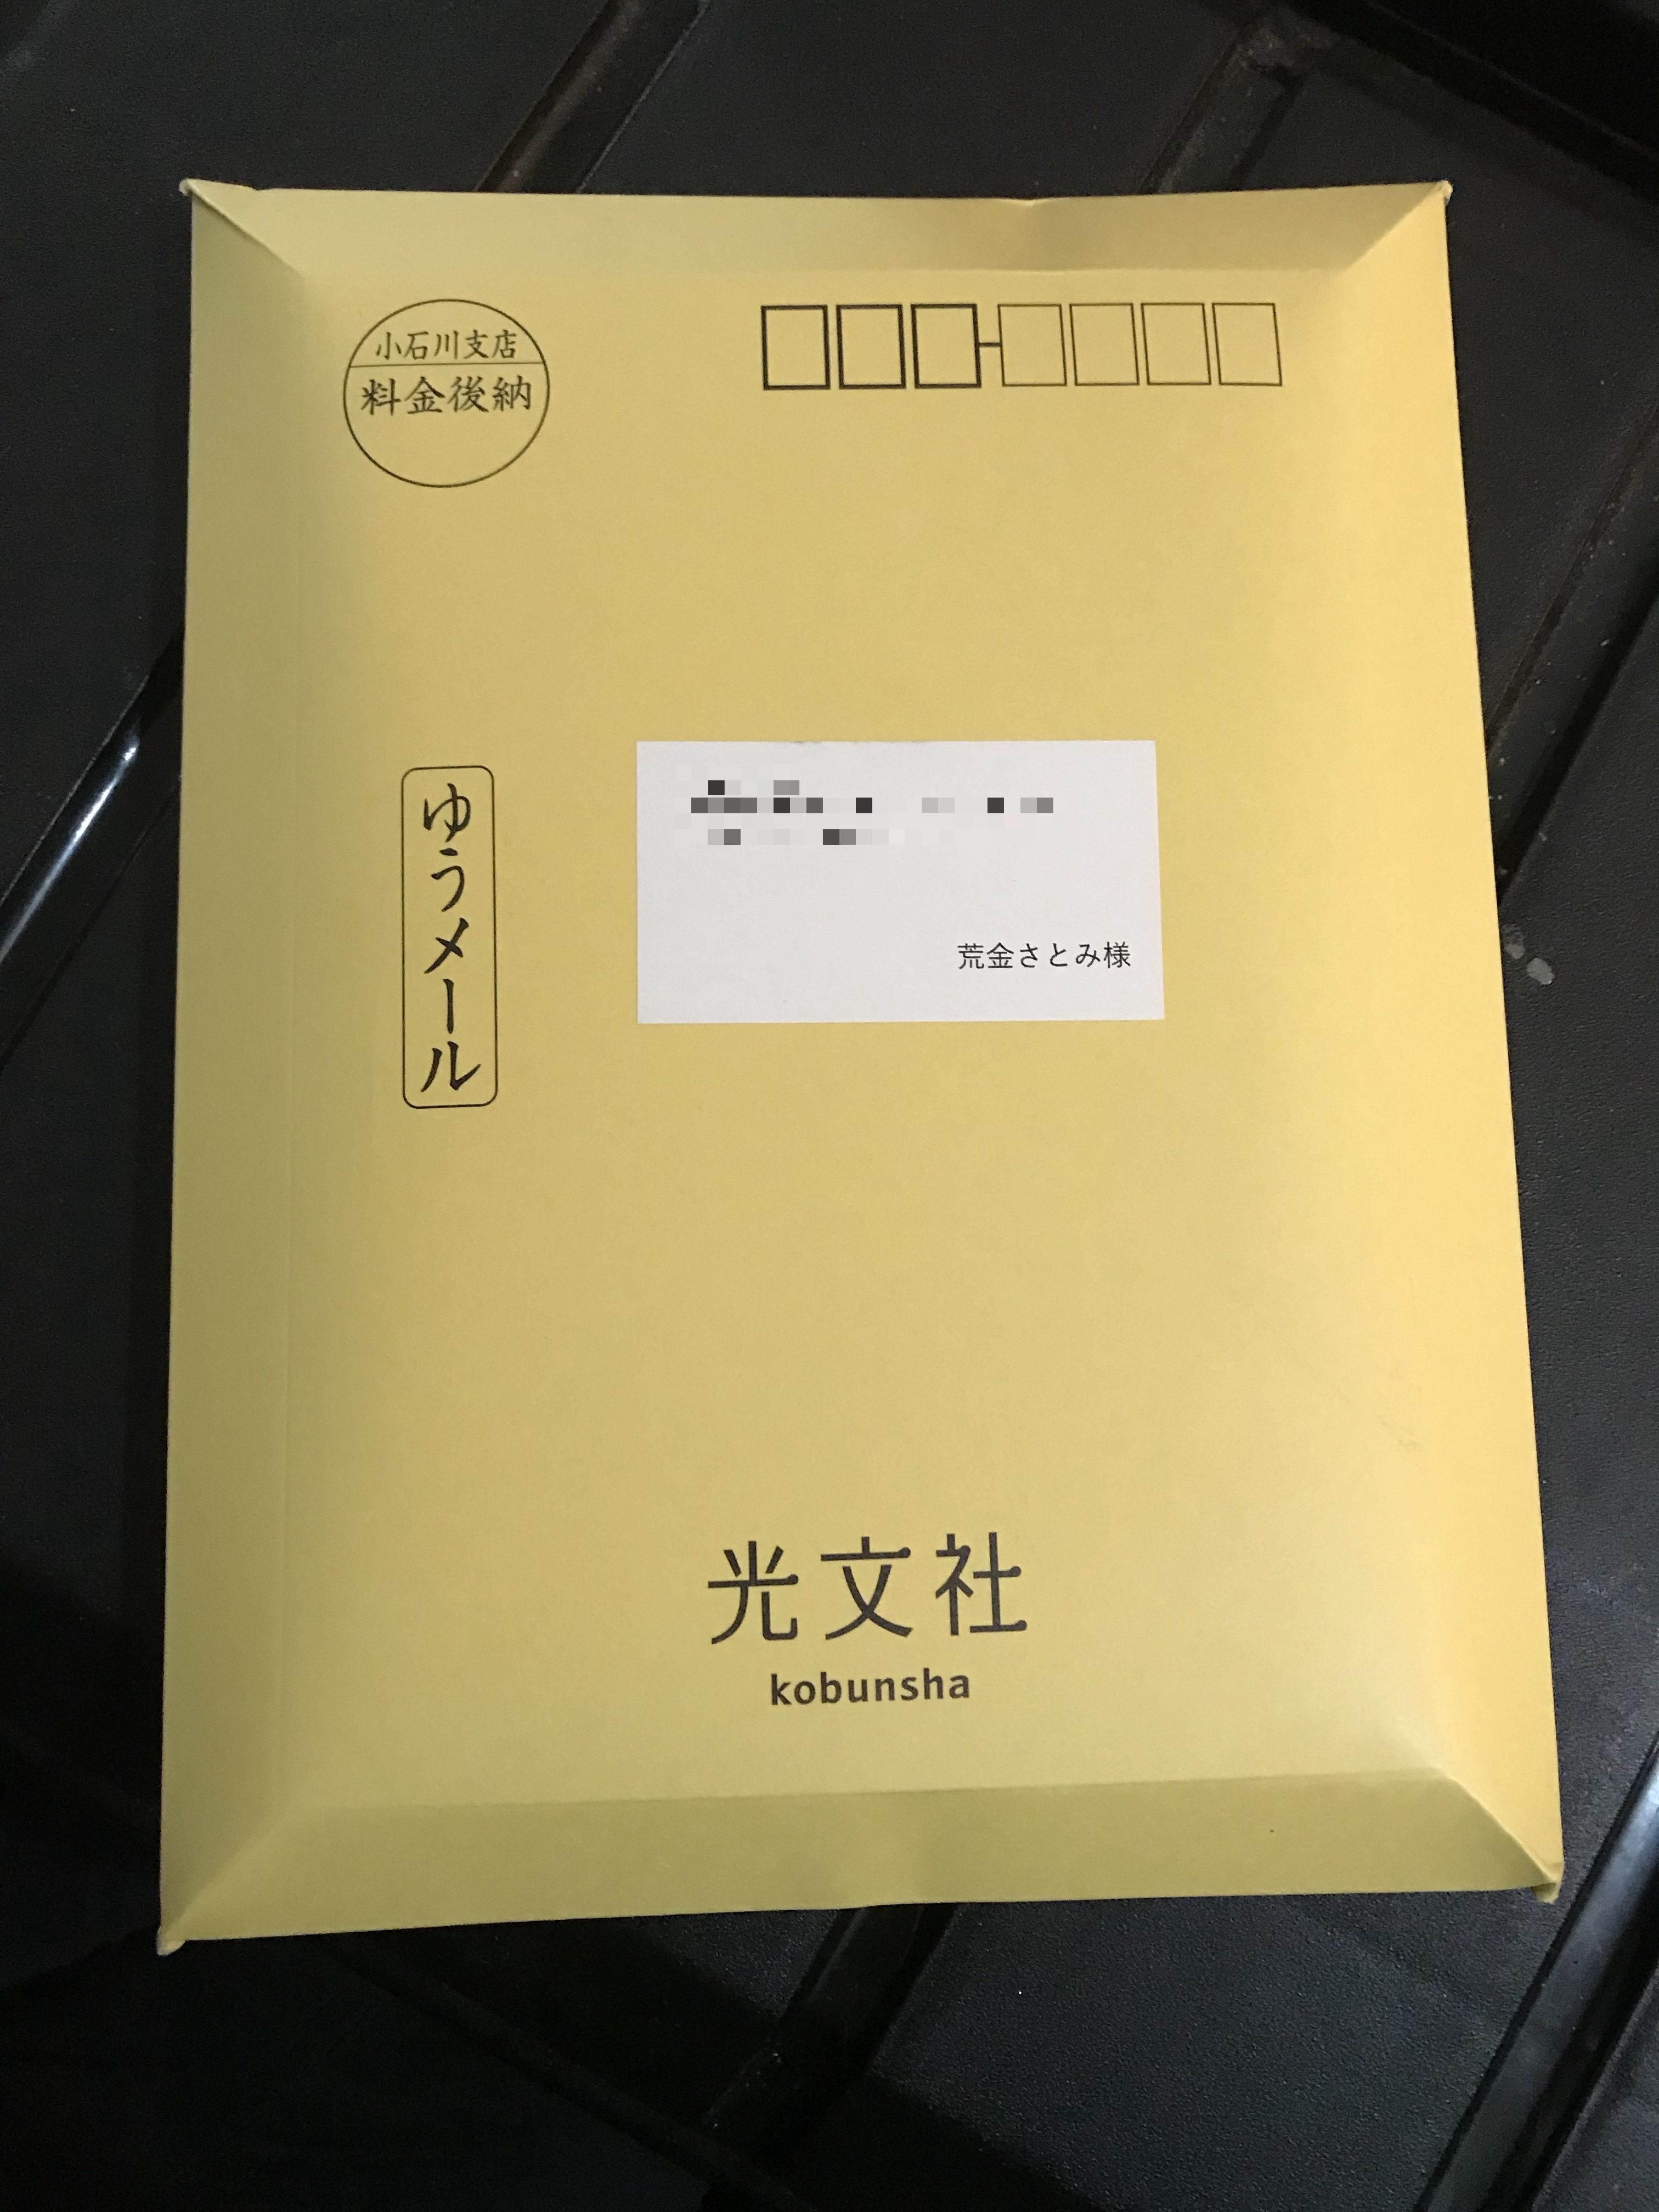 小石川支店
料金後納
ゆうメール
荒金さとみ様
光文社
kobunsha